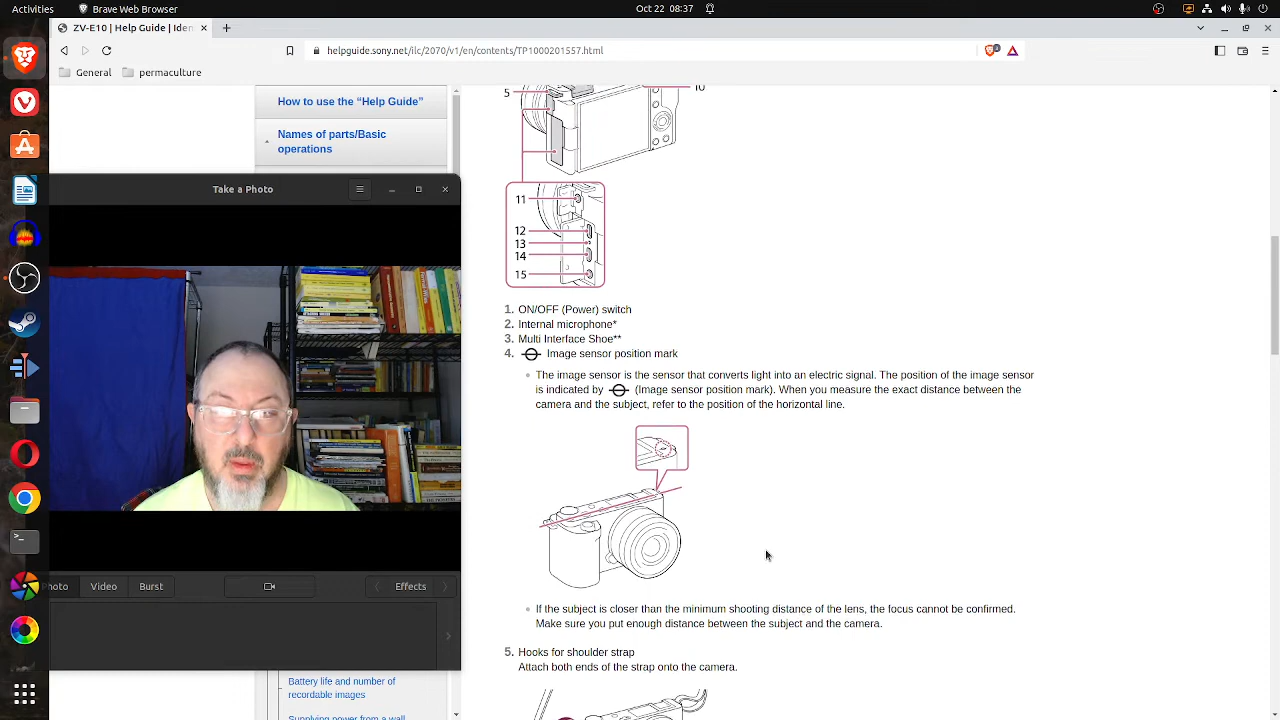 Activities
Brave Web Browser
Oct 22 08:37
ZV-E10 | Help Guide | Iden
helpguide.sony.net/ilc/2070/v1/en/contents/TP1000201557.html
General
permaculture
How to use the “Help Guide”
Names of parts/Basic
operations
Take a Photo
Photo
Video
Burst
Effects
Battery life and number of
recordable images
Supplying power from a wall
5
10
11
12
13
14
15
1. ON/OFF (Power) switch
2. Internal microphone*
3. Multi Interface Shoe**
4. Image sensor position mark
The image sensor is the sensor that converts light into an electric signal. The position of the image sensor
is indicated by (Image sensor position mark). When you measure the exact distance between the
camera and the subject, refer to the position of the horizontal line.
If the subject is closer than the minimum shooting distance of the lens, the focus cannot be confirmed.
Make sure you put enough distance between the subject and the camera.
5. Hooks for shoulder strap
Attach both ends of the strap onto the camera.